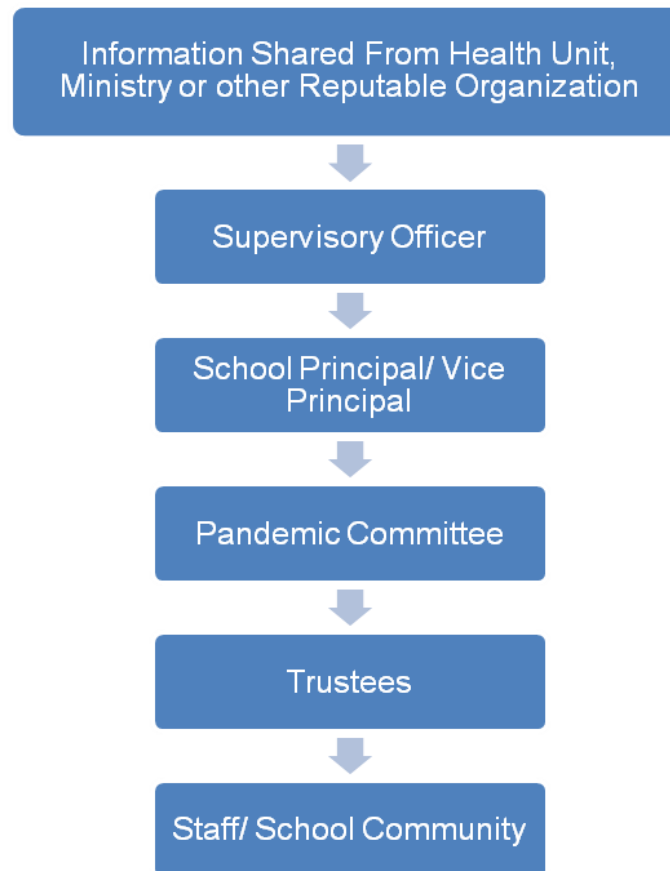 Information Shared From Health Unit,
Ministry or other Reputable Organization
Supervisory Officer
School Principal/ Vice
Principal
Pandemic Committee
Trustees
Staff/ School Community